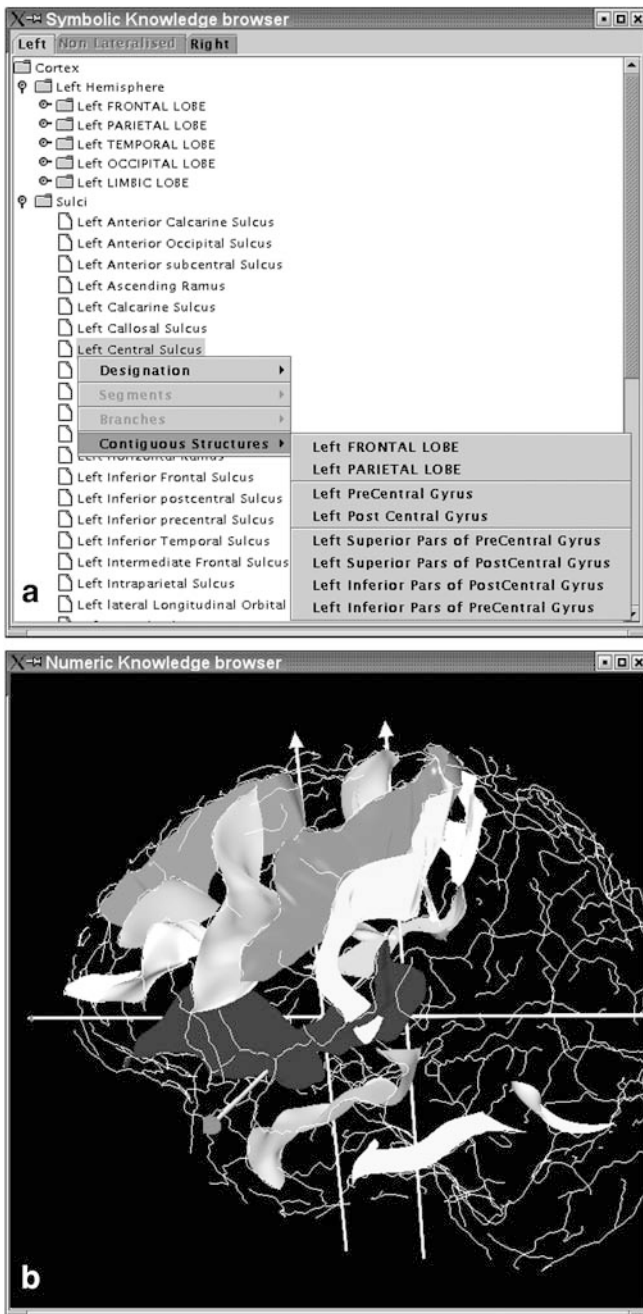 Symbolic Knowledge browser
Left Non Lateralised Right
Cortex
Left Hemisphere
Left FRONTAL LOBE
Left PARIETAL LOBE
Left TEMPORAL LOBE
Left OCCIPITAL LOBE
Left LIMBIC LOBE
Sulci
Left Anterior Calcarine Sulcus
Left Anterior Occipital Sulcus
Left Anterior subcentral Sulcus
Left Ascending Ramus
Left Calcarine Sulcus
Left Callosal Sulcus
Left Central Sulcus
Designation
Segments
Branches
Contiguous Structures
Left FRONTAL LOBE
Left PARIETAL LOBE
Left PreCentral Gyrus
Left Post Central Gyrus
Left Superior Pars of PreCentral Gyrus
Left Superior Pars of PostCentral Gyrus
Left Inferior Pars of PostCentral Gyrus
Left Inferior Pars of PreCentral Gyrus
Left Horizontal Ramus
Left Inferior Frontal Sulcus
Left Inferior postcentral Sulcus
Left Inferior precentral Sulcus
Left Inferior Temporal Sulcus
Left Intermediate Frontal Sulcus
Left Intraparietal Sulcus
Left lateral Longitudinal Orbital
a
Numeric Knowledge browser
b